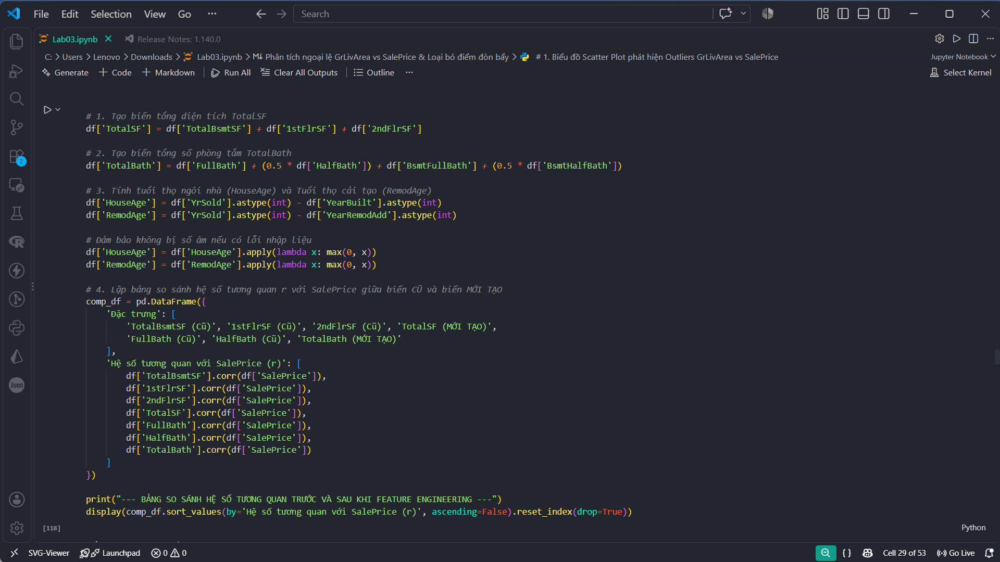 File Edit Selection View Go ··· Search
Lab03.ipynb Release Notes: 1.140.0
C: > Users > Lenovo > Downloads > Lab03.ipynb > M↓ Phân tích ngoại lệ GrLivArea vs SalePrice & Loại bỏ điểm đòn bẩy > # 1. Biểu đồ Scatter Plot phát hiện Outliers GrLivArea vs SalePrice Jupyter Notebook
Generate + Code + Markdown Run All Clear All Outputs Outline ··· Select Kernel
# 1. Tạo biến tổng diện tích TotalSF
df['TotalSF'] = df['TotalBsmtSF'] + df['1stFlrSF'] + df['2ndFlrSF']
# 2. Tạo biến tổng số phòng tắm TotalBath
df['TotalBath'] = df['FullBath'] + (0.5 * df['HalfBath']) + df['BsmtFullBath'] + (0.5 * df['BsmtHalfBath'])
# 3. Tính tuổi thọ ngôi nhà (HouseAge) và Tuổi thọ cải tạo (RemodAge)
df['HouseAge'] = df['YrSold'].astype(int) - df['YearBuilt'].astype(int)
df['RemodAge'] = df['YrSold'].astype(int) - df['YearRemodAdd'].astype(int)
# Đảm bảo không bị số âm nếu có lỗi nhập liệu
df['HouseAge'] = df['HouseAge'].apply(lambda x: max(0, x))
df['RemodAge'] = df['RemodAge'].apply(lambda x: max(0, x))
# 4. Lập bảng so sánh hệ số tương quan r với SalePrice giữa biến CŨ và biến MỚI TẠO
comp_df = pd.DataFrame({
'Đặc trưng': [
'TotalBsmtSF (Cũ)', '1stFlrSF (Cũ)', '2ndFlrSF (Cũ)', 'TotalSF (MỚI TẠO)',
'FullBath (Cũ)', 'HalfBath (Cũ)', 'TotalBath (MỚI TẠO)'
],
'Hệ số tương quan với SalePrice (r)': [
df['TotalBsmtSF'].corr(df['SalePrice']),
df['1stFlrSF'].corr(df['SalePrice']),
df['2ndFlrSF'].corr(df['SalePrice']),
df['TotalSF'].corr(df['SalePrice']),
df['FullBath'].corr(df['SalePrice']),
df['HalfBath'].corr(df['SalePrice']),
df['TotalBath'].corr(df['SalePrice'])
]
})
print("--- BẢNG SO SÁNH HỆ SỐ TƯƠNG QUAN TRƯỚC VÀ SAU KHI FEATURE ENGINEERING ---")
display(comp_df.sort_values(by='Hệ số tương quan với SalePrice (r)', ascending=False).reset_index(drop=True))
[118] Python
2
Json
SVG-Viewer Launchpad 0 0 { } Cell 29 of 53 Go Live